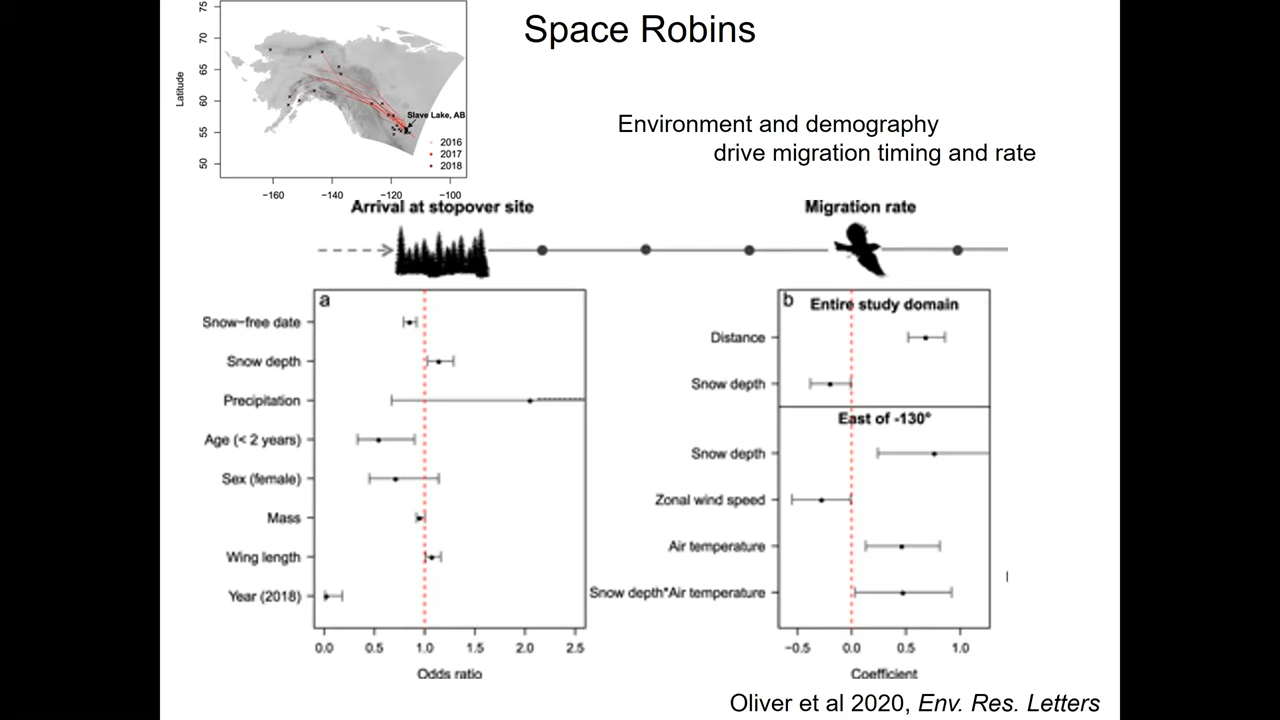 Space Robins
75
70
65
60
55
50
Latitude
Slave Lake, AB
2016
2017
2018
−160
−140
−120
−100
Environment and demography
drive migration timing and rate
Arrival at stopover site
Migration rate
a
Snow−free date
Snow depth
Precipitation
Age (< 2 years)
Sex (female)
Mass
Wing length
Year (2018)
0.0
0.5
1.0
1.5
2.0
2.5
Odds ratio
b
Entire study domain
Distance
Snow depth
East of -130°
Snow depth
Zonal wind speed
Air temperature
Snow depth*Air temperature
−0.5
0.0
0.5
1.0
Coefficient
Oliver et al 2020, Env. Res. Letters